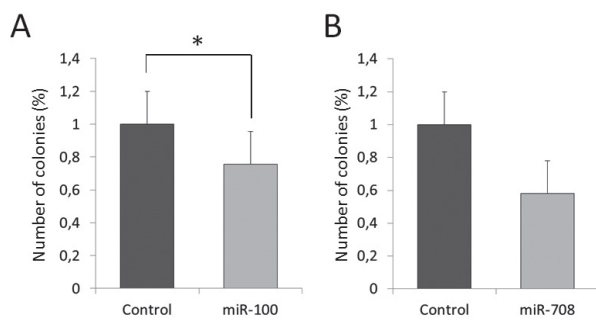 A
Number of colonies (%)
1,4
1,2
1
0,8
0,6
0,4
0,2
0
*
Control
miR-100
B
Number of colonies (%)
1,4
1,2
1
0,8
0,6
0,4
0,2
0
Control
miR-708